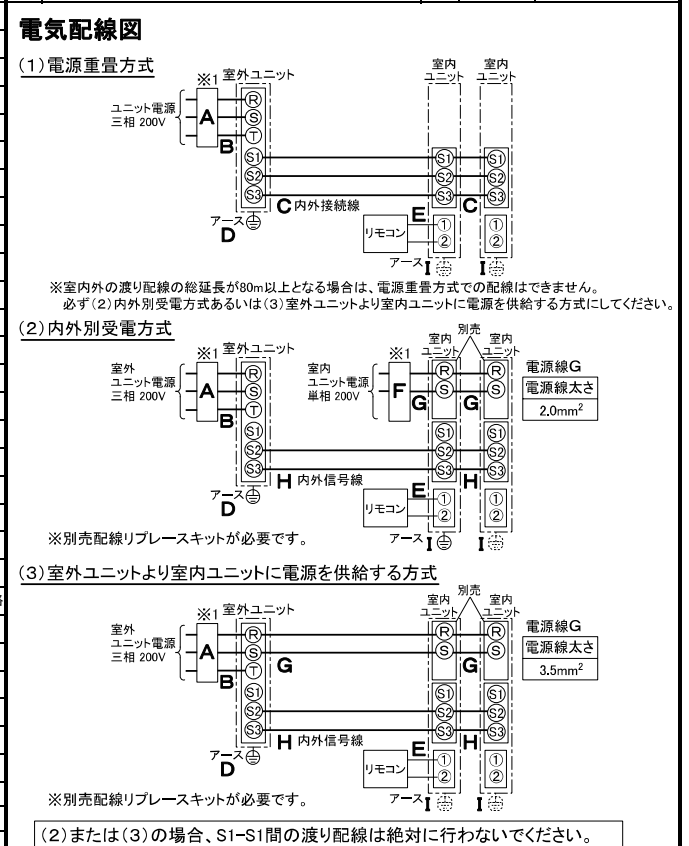 電気配線図
(1)電源重畳方式
※1 室外ユニット
室内
ユニット
室内
ユニット
ユニット電源
三相 200V
A
B
R
S
T
S1
S2
S3
S1
S2
S3
S1
S2
S3
C 内外接続線
C
アース
D
リモコン
E
①
②
①
②
アース I
I
※室内外の渡り配線の総延長が80m以上となる場合は、電源重畳方式での配線はできません。
必ず(2)内外別受電方式あるいは(3)室外ユニットより室内ユニットに電源を供給する方式にしてください。
(2)内外別受電方式
※1 室外ユニット
室外
ユニット電源
三相 200V
A
B
R
S
T
S1
S2
S3
室内
ユニット電源
単相 200V
※1
F
G
別売
室内
ユニット
室内
ユニット
R
S
G
R
S
S1
S2
S3
S1
S2
S3
電源線G
電源線太さ
2.0mm²
H 内外信号線
H
アース
D
リモコン
E
①
②
①
②
アース I
I
※別売配線リプレースキットが必要です。
(3)室外ユニットより室内ユニットに電源を供給する方式
※1 室外ユニット
室外
ユニット電源
三相 200V
A
B
R
S
T
S1
S2
S3
G
別売
室内
ユニット
室内
ユニット
R
S
G
R
S
S1
S2
S3
S1
S2
S3
電源線G
電源線太さ
3.5mm²
H 内外信号線
H
アース
D
リモコン
E
①
②
①
②
アース I
I
※別売配線リプレースキットが必要です。
(2)または(3)の場合、S1-S1間の渡り配線は絶対に行わないでください。